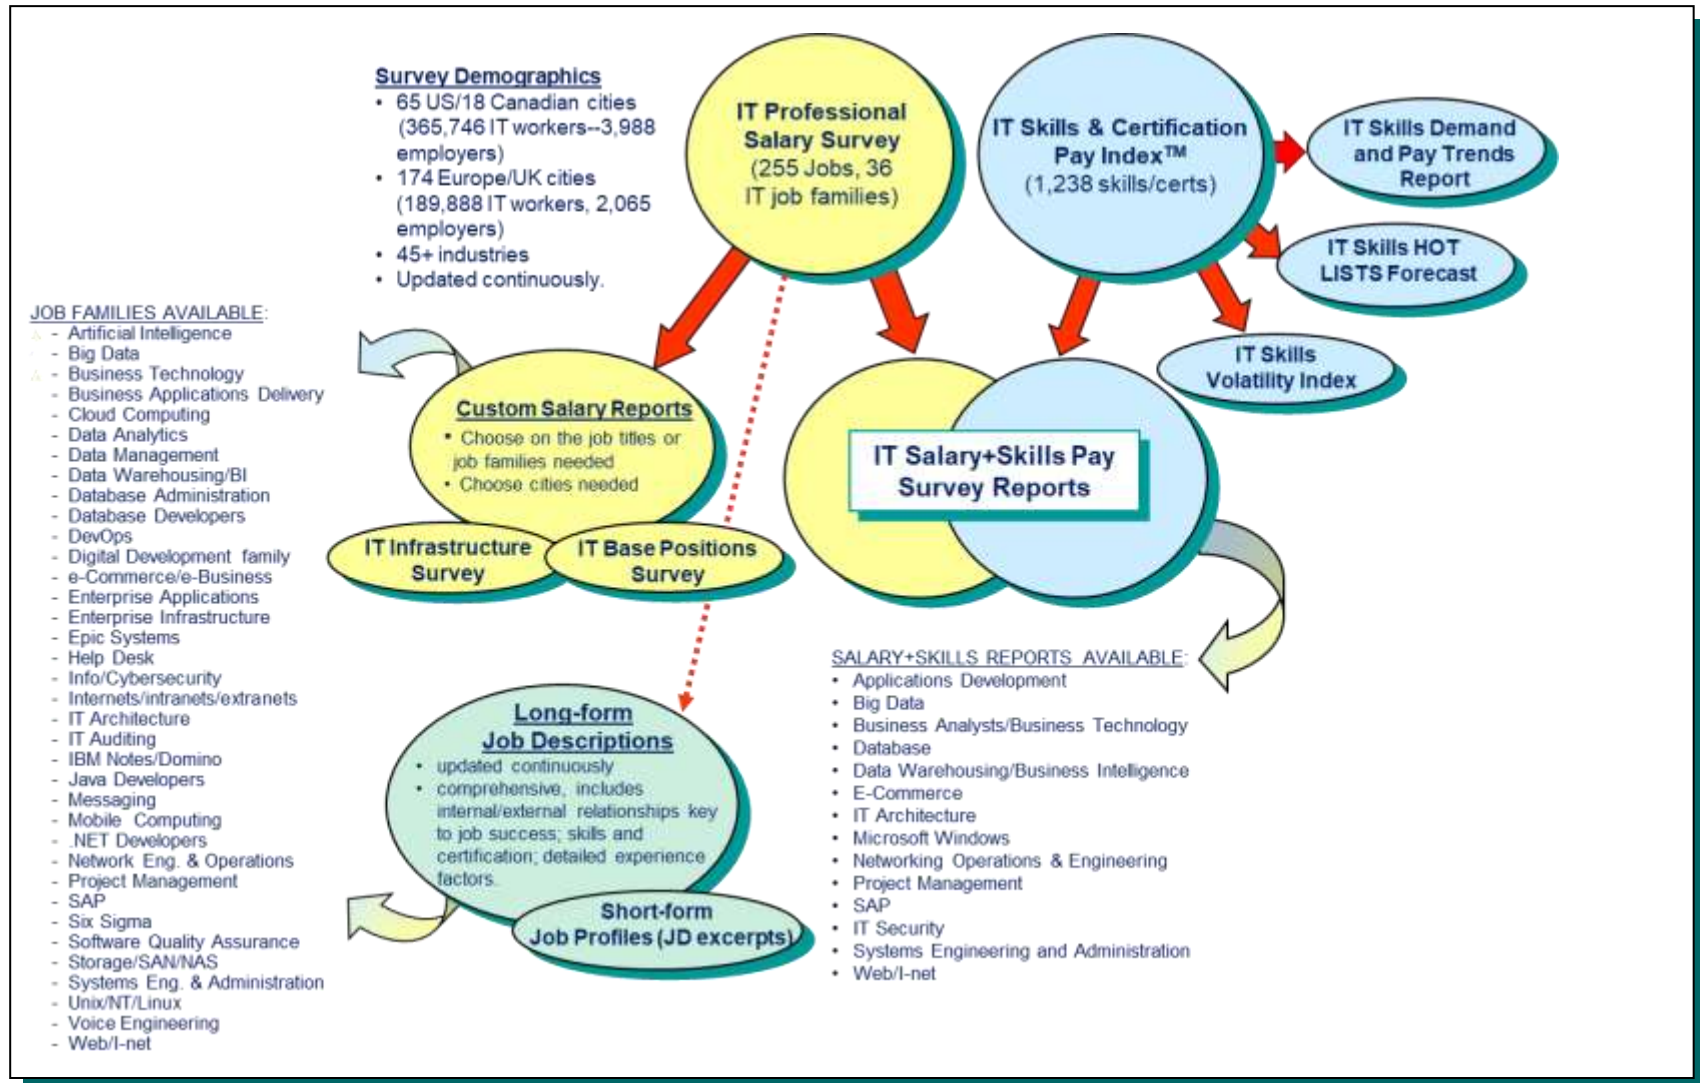 Survey Demographics
• 65 US/18 Canadian cities
(365,746 IT workers--3,988
employers)
• 174 Europe/UK cities
(189,888 IT workers, 2,065
employers)
• 45+ industries
• Updated continuously.
IT Professional
Salary Survey
(255 Jobs, 36
IT job families)
IT Skills & Certification
Pay Index™
(1,238 skills/certs)
IT Skills Demand
and Pay Trends
Report
IT Skills HOT
LISTS Forecast
IT Skills
Volatility Index
JOB FAMILIES AVAILABLE:
- Artificial Intelligence
- Big Data
- Business Technology
- Business Applications Delivery
- Cloud Computing
- Data Analytics
- Data Management
- Data Warehousing/BI
- Database Administration
- Database Developers
- DevOps
- Digital Development family
- e-Commerce/e-Business
- Enterprise Applications
- Enterprise Infrastructure
- Epic Systems
- Help Desk
- Info/Cybersecurity
- Internets/intranets/extranets
- IT Architecture
- IT Auditing
- IBM Notes/Domino
- Java Developers
- Messaging
- Mobile Computing
- .NET Developers
- Network Eng. & Operations
- Project Management
- SAP
- Six Sigma
- Software Quality Assurance
- Storage/SAN/NAS
- Systems Eng. & Administration
- Unix/NT/Linux
- Voice Engineering
- Web/I-net
Custom Salary Reports
• Choose on the job titles or
job families needed
• Choose cities needed
IT Infrastructure
Survey
IT Base Positions
Survey
IT Salary+Skills Pay
Survey Reports
Long-form
Job Descriptions
• updated continuously
• comprehensive, includes
internal/external relationships key
to job success; skills and
certification; detailed experience
factors.
Short-form
Job Profiles (JD excerpts)
SALARY+SKILLS REPORTS AVAILABLE:
• Applications Development
• Big Data
• Business Analysts/Business Technology
• Database
• Data Warehousing/Business Intelligence
• E-Commerce
• IT Architecture
• Microsoft Windows
• Networking Operations & Engineering
• Project Management
• SAP
• IT Security
• Systems Engineering and Administration
• Web/I-net